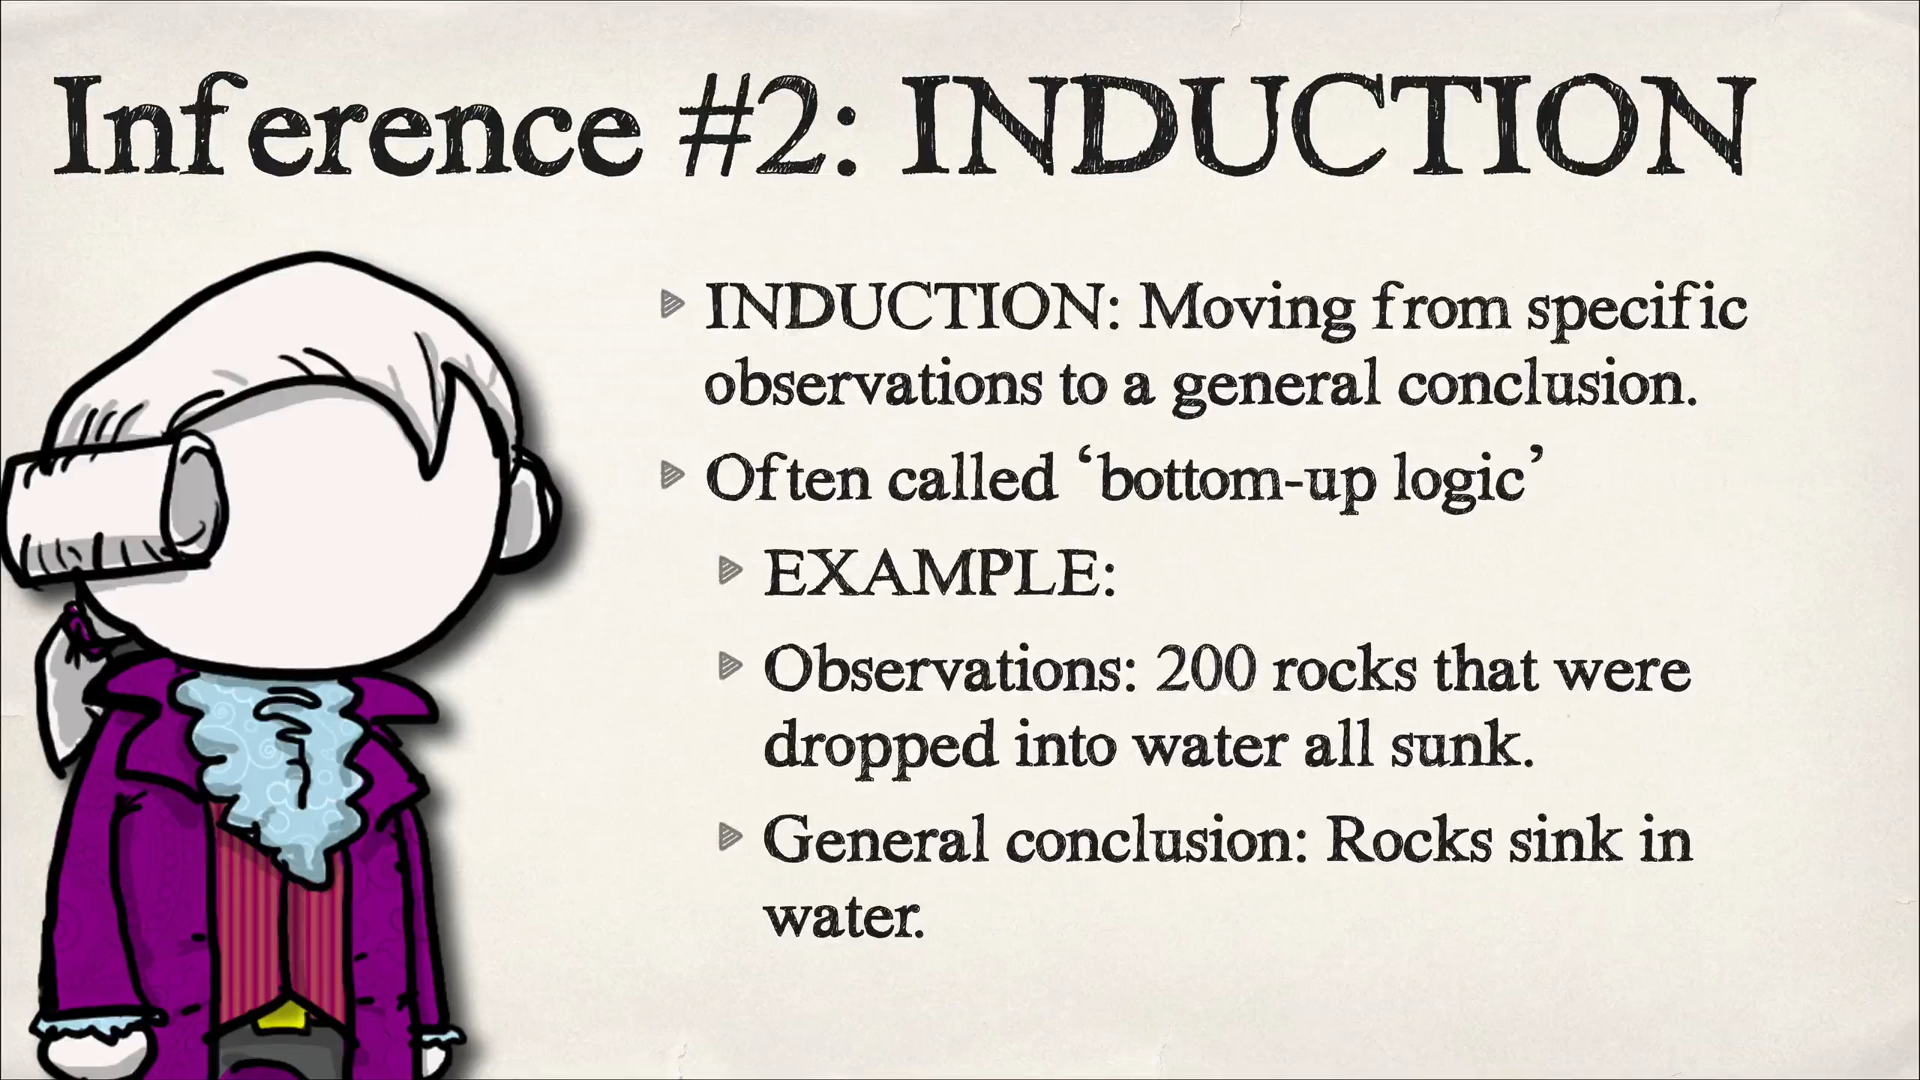 Inference #2: INDUCTION
INDUCTION: Moving from specific
observations to a general conclusion.
Often called ‘bottom-up logic’
EXAMPLE:
Observations: 200 rocks that were
dropped into water all sunk.
General conclusion: Rocks sink in
water.